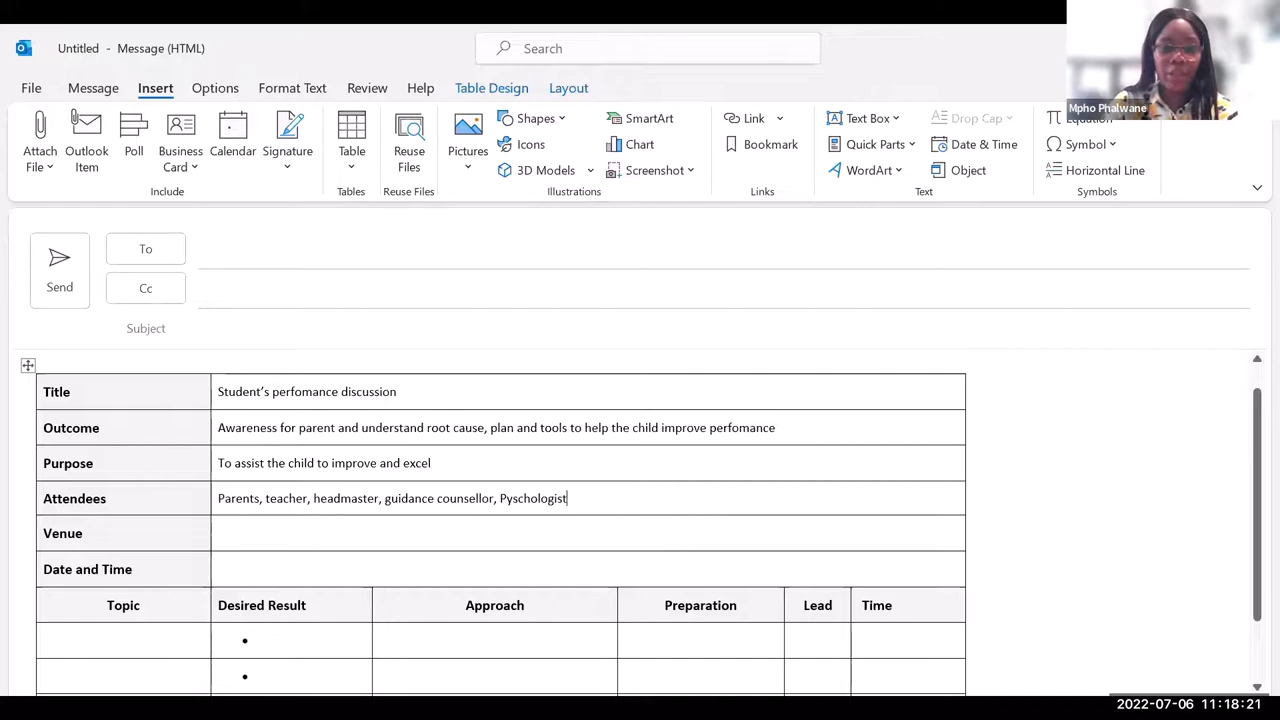 Untitled - Message (HTML)
Search
File Message Insert Options Format Text Review Help Table Design Layout
Attach File
Outlook Item
Poll
Business Card
Calendar
Signature
Include
Table
Tables
Reuse Files
Reuse Files
Pictures
Shapes
Icons
3D Models
SmartArt
Chart
Screenshot
Illustrations
Link
Bookmark
Links
Text Box
Quick Parts
WordArt
Drop Cap
Date & Time
Object
Text
Equation
Symbol
Horizontal Line
Symbols
Mpho Phalwane
Send
To
Cc
Subject
Title Student’s perfomance discussion
Outcome Awareness for parent and understand root cause, plan and tools to help the child improve perfomance
Purpose To assist the child to improve and excel
Attendees Parents, teacher, headmaster, guidance counsellor, Pyschologist
Venue
Date and Time
Topic Desired Result Approach Preparation Lead Time
2022-07-06 11:18:21